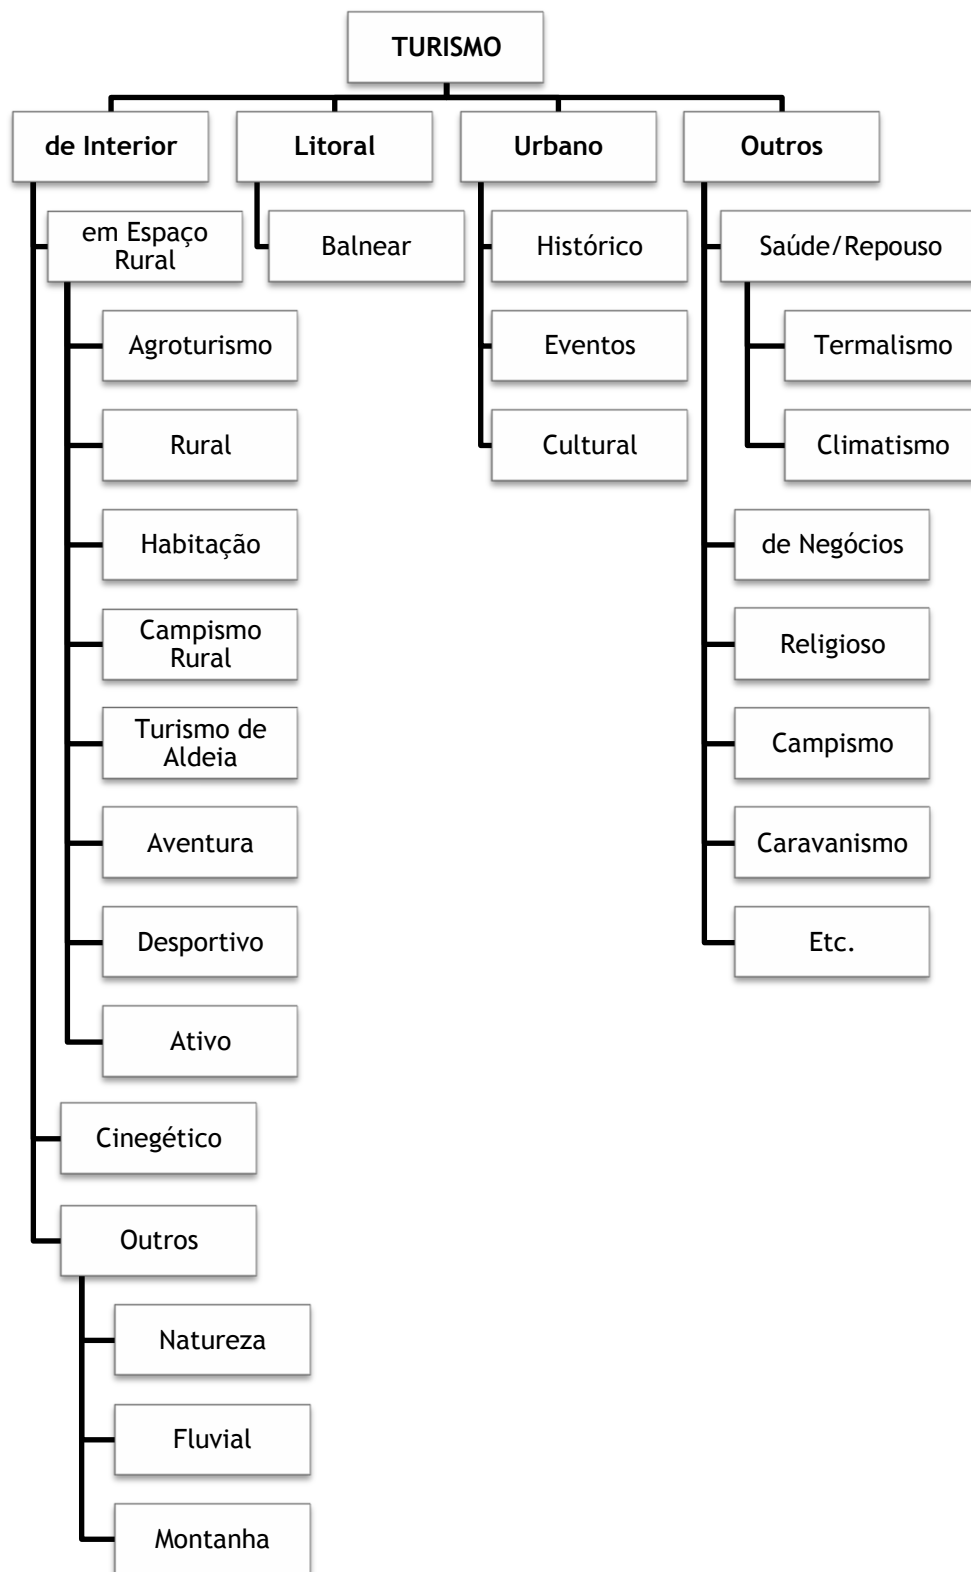 TURISMO
de Interior
Litoral
Urbano
Outros
em Espaço
Rural
Balnear
Histórico
Saúde/Repouso
Agroturismo
Eventos
Termalismo
Rural
Cultural
Climatismo
Habitação
de Negócios
Campismo
Rural
Religioso
Turismo de
Aldeia
Campismo
Aventura
Caravanismo
Desportivo
Etc.
Ativo
Cinegético
Outros
Natureza
Fluvial
Montanha